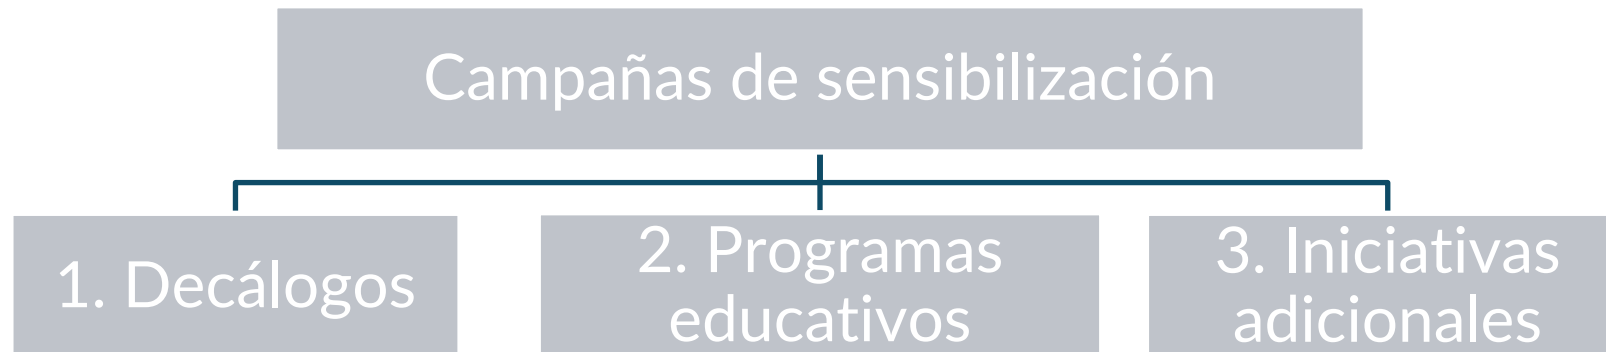 Campañas de sensibilización
1. Decálogos
2. Programas
educativos
3. Iniciativas
adicionales